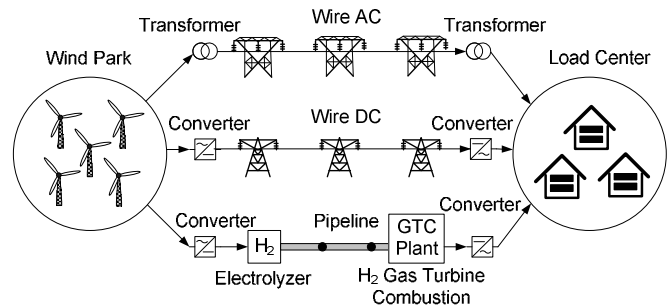 Transformer
Wire AC
Transformer
Wind Park
Load Center
Converter
Wire DC
Converter
Converter
Pipeline
Converter
H2
GTC
Plant
Electrolyzer
H2 Gas Turbine
Combustion